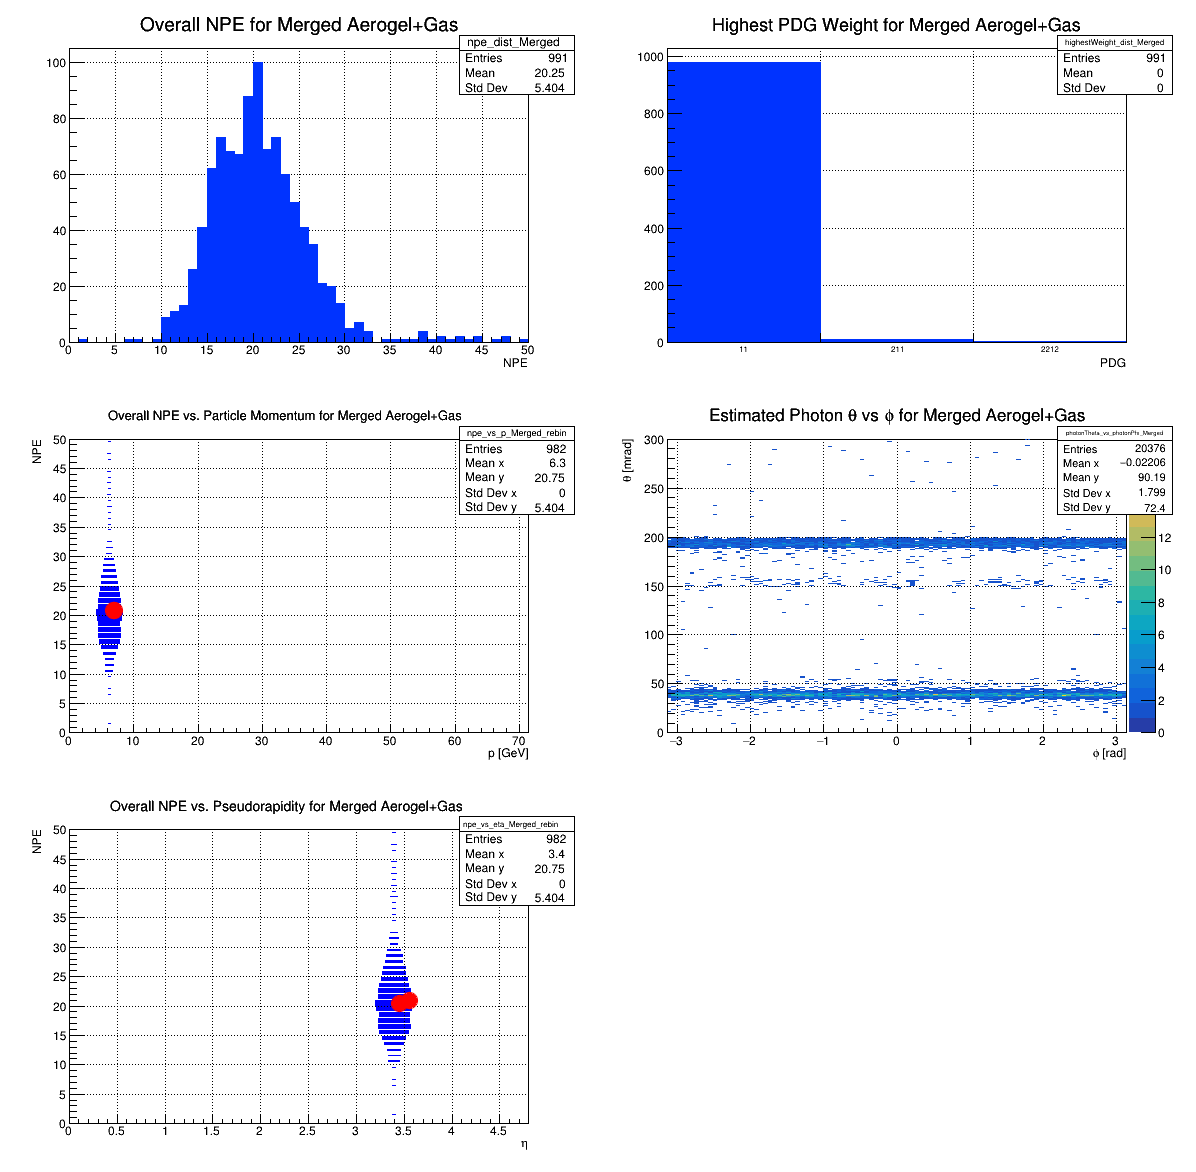 Overall NPE for Merged Aerogel+Gas
npe_dist_Merged
Entries 991
Mean 20.25
Std Dev 5.404
100
80
60
40
20
0
0 5 10 15 20 25 30 35 40 45 50
NPE
Highest PDG Weight for Merged Aerogel+Gas
highestWeight_dist_Merged
Entries 991
Mean 0
Std Dev 0
1000
800
600
400
200
0
11 211 2212
PDG
Overall NPE vs. Particle Momentum for Merged Aerogel+Gas
npe_vs_p_Merged_rebin
Entries 982
Mean x 6.3
Mean y 20.75
Std Dev x 0
Std Dev y 5.404
NPE
50
45
40
35
30
25
20
15
10
5
0
0 10 20 30 40 50 60 70
p [GeV]
Estimated Photon θ vs ϕ for Merged Aerogel+Gas
photonTheta_vs_photonPhi_Merged
Entries 20376
Mean x −0.02206
Mean y 90.19
Std Dev x 1.799
Std Dev y 72.4
θ [mrad]
300
250
200
150
100
50
0
−3 −2 −1 0 1 2 3
ϕ [rad]
12
10
8
6
4
2
0
Overall NPE vs. Pseudorapidity for Merged Aerogel+Gas
npe_vs_eta_Merged_rebin
Entries 982
Mean x 3.4
Mean y 20.75
Std Dev x 0
Std Dev y 5.404
NPE
50
45
40
35
30
25
20
15
10
5
0
0 0.5 1 1.5 2 2.5 3 3.5 4 4.5
η